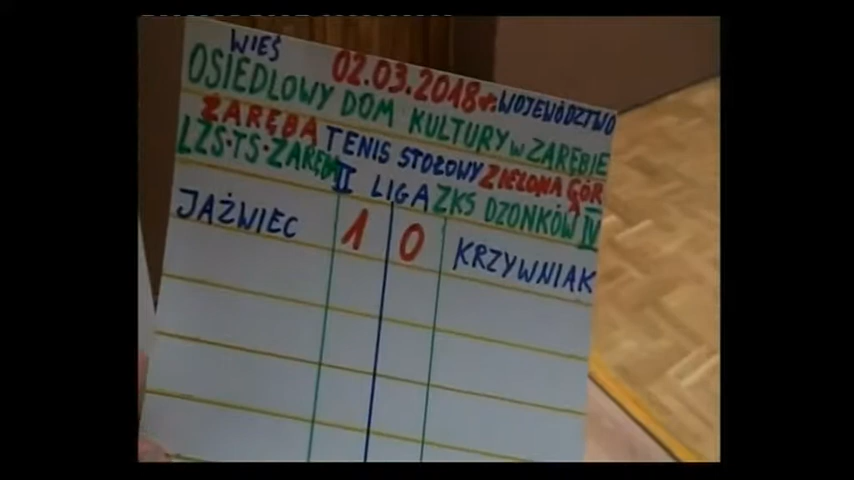 WIEŚ 02.03.2018r. WOJEWÓDZTWO
OSIEDLOWY DOM KULTURY w ZARĘBIE
ZARĘBA TENIS STOŁOWY ZIELONA GÓRA
LZS·TS·ZARĘBA II LIGA ZKS DZONKÓW IV
JAŹWIEC 1 0 KRZYWNIAK